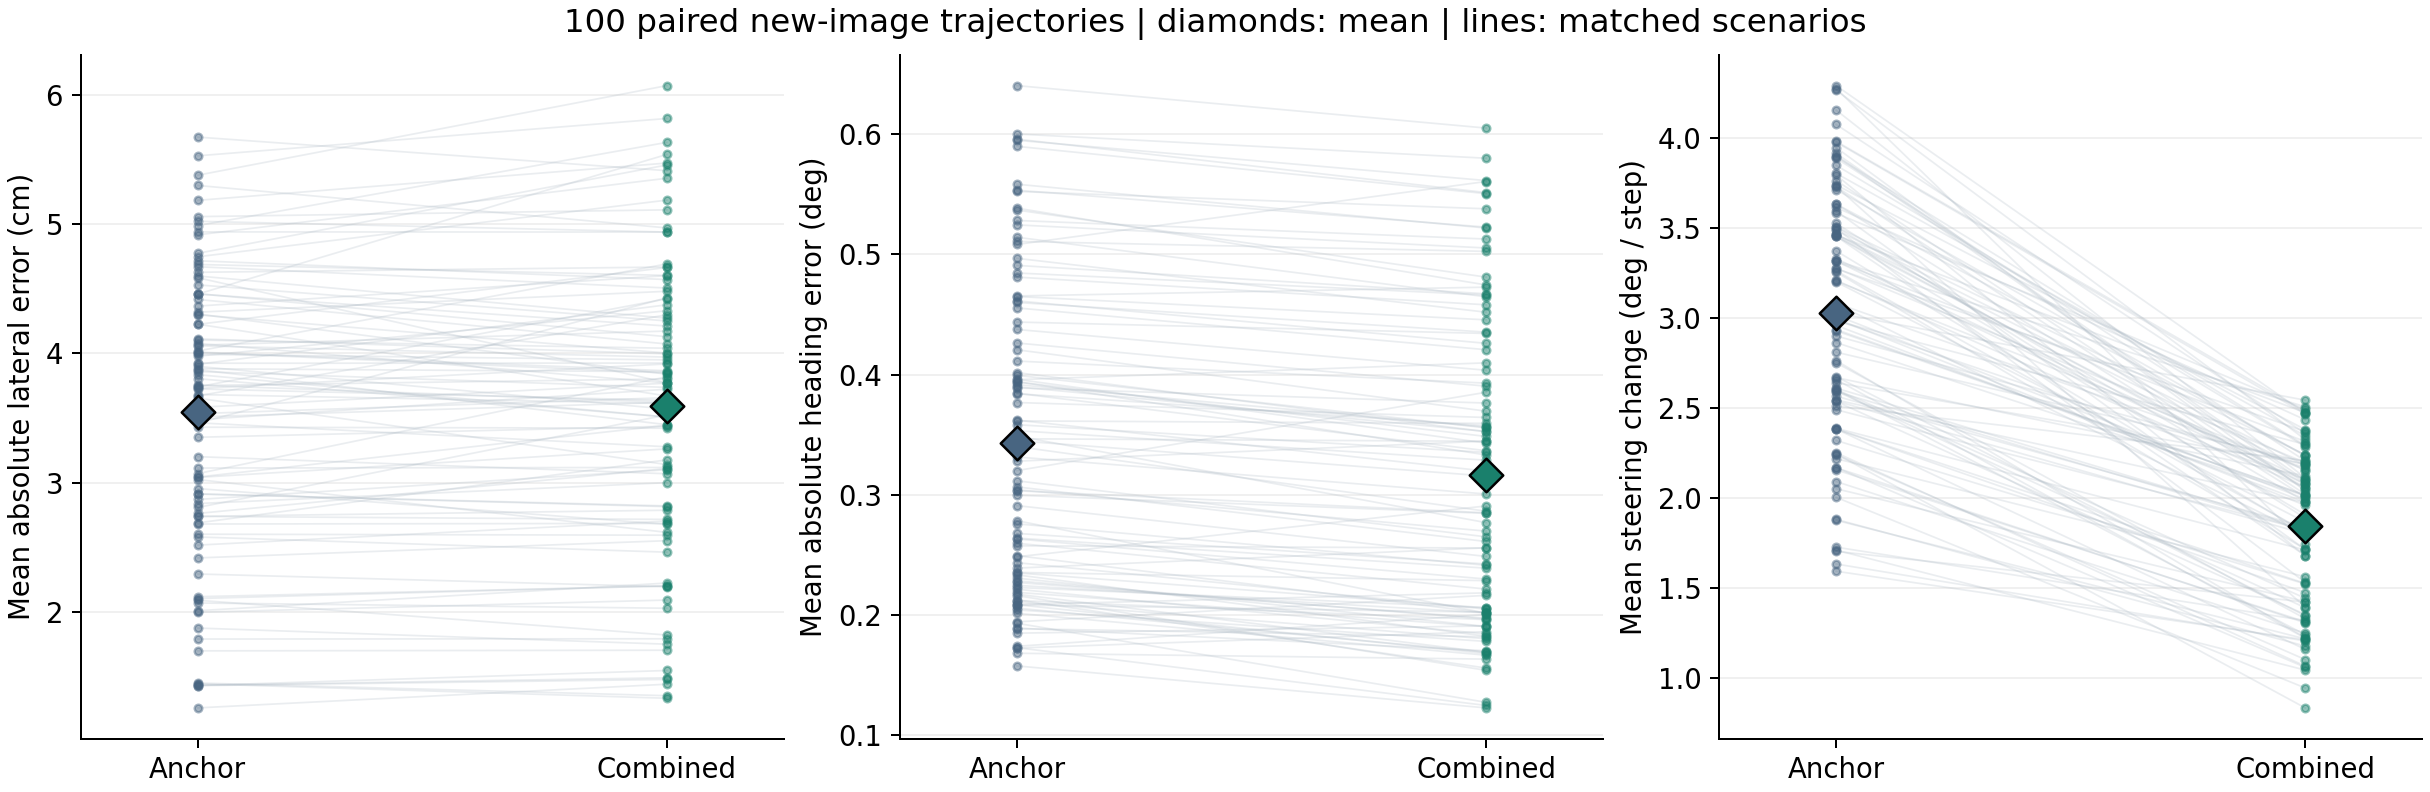 100 paired new-image trajectories | diamonds: mean | lines: matched scenarios
Mean absolute lateral error (cm)
6
5
4
3
2
Anchor
Combined
Mean absolute heading error (deg)
0.6
0.5
0.4
0.3
0.2
0.1
Anchor
Combined
Mean steering change (deg / step)
4.0
3.5
3.0
2.5
2.0
1.5
1.0
Anchor
Combined